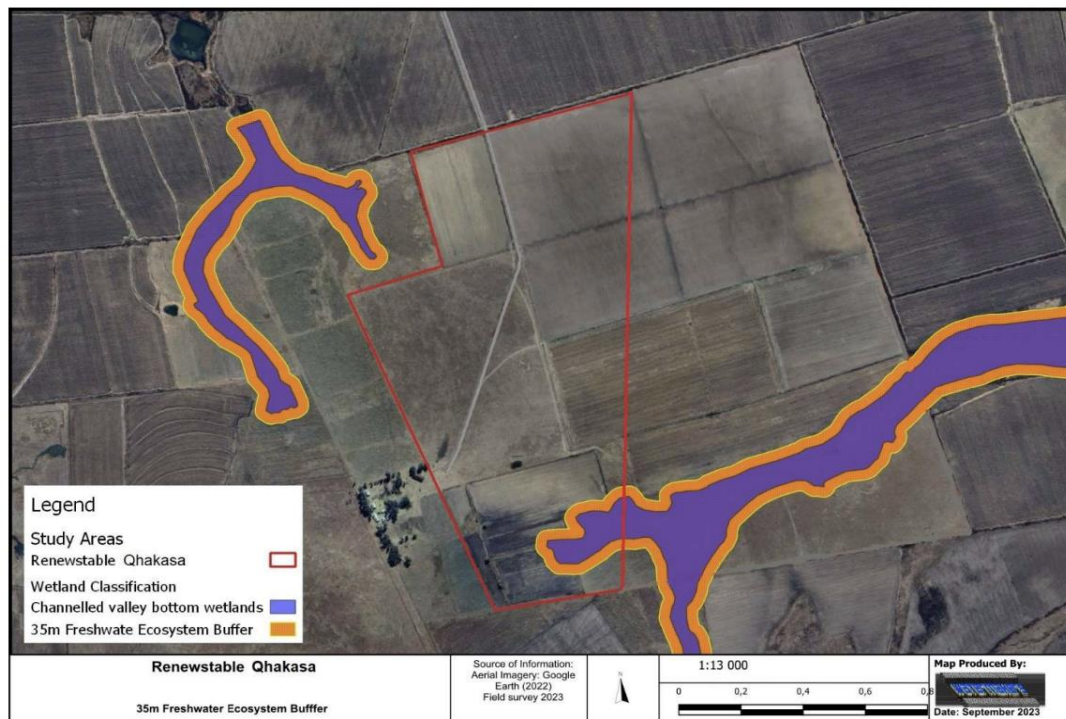 Legend
Study Areas
Renewstable Qhakasa
Wetland Classification
Channelled valley bottom wetlands
35m Freshwate Ecosystem Buffer
Renewstable Qhakasa
35m Freshwater Ecosystem Bufffer
Source of Information:
Aerial Imagery: Google
Earth (2022)
Field survey 2023
N
1:13 000
0 0,2 0,4 0,6 0,8
Map Produced By:
Date: September 2023